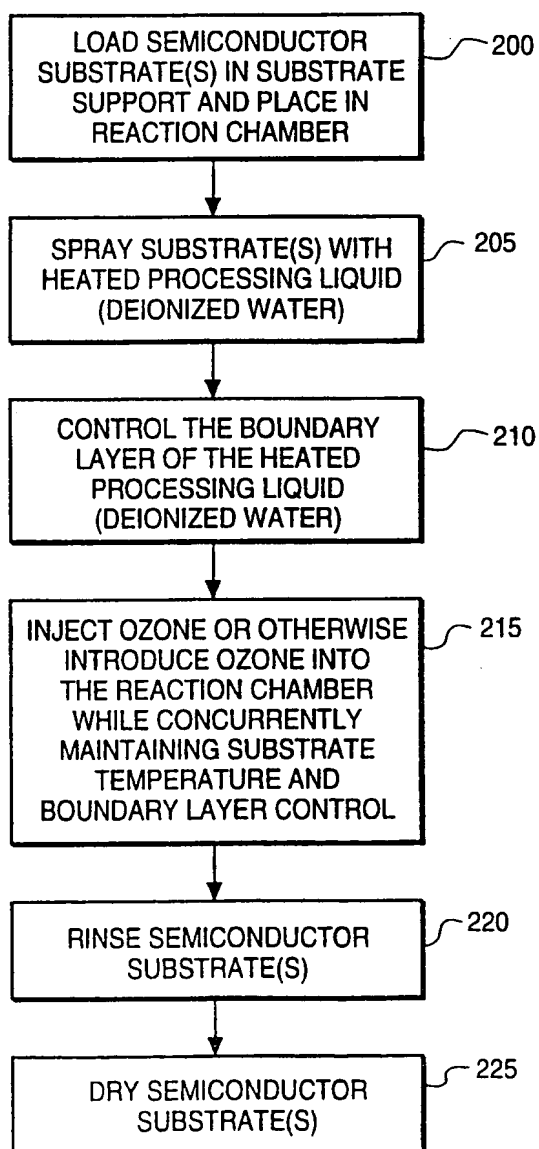 LOAD SEMICONDUCTOR
SUBSTRATE(S) IN SUBSTRATE
SUPPORT AND PLACE IN
REACTION CHAMBER
200
SPRAY SUBSTRATE(S) WITH
HEATED PROCESSING LIQUID
(DEIONIZED WATER)
205
CONTROL THE BOUNDARY
LAYER OF THE HEATED
PROCESSING LIQUID
(DEIONIZED WATER)
210
INJECT OZONE OR OTHERWISE
INTRODUCE OZONE INTO
THE REACTION CHAMBER
WHILE CONCURRENTLY
MAINTAINING SUBSTRATE
TEMPERATURE AND
BOUNDARY LAYER CONTROL
215
RINSE SEMICONDUCTOR
SUBSTRATE(S)
220
DRY SEMICONDUCTOR
SUBSTRATE(S)
225